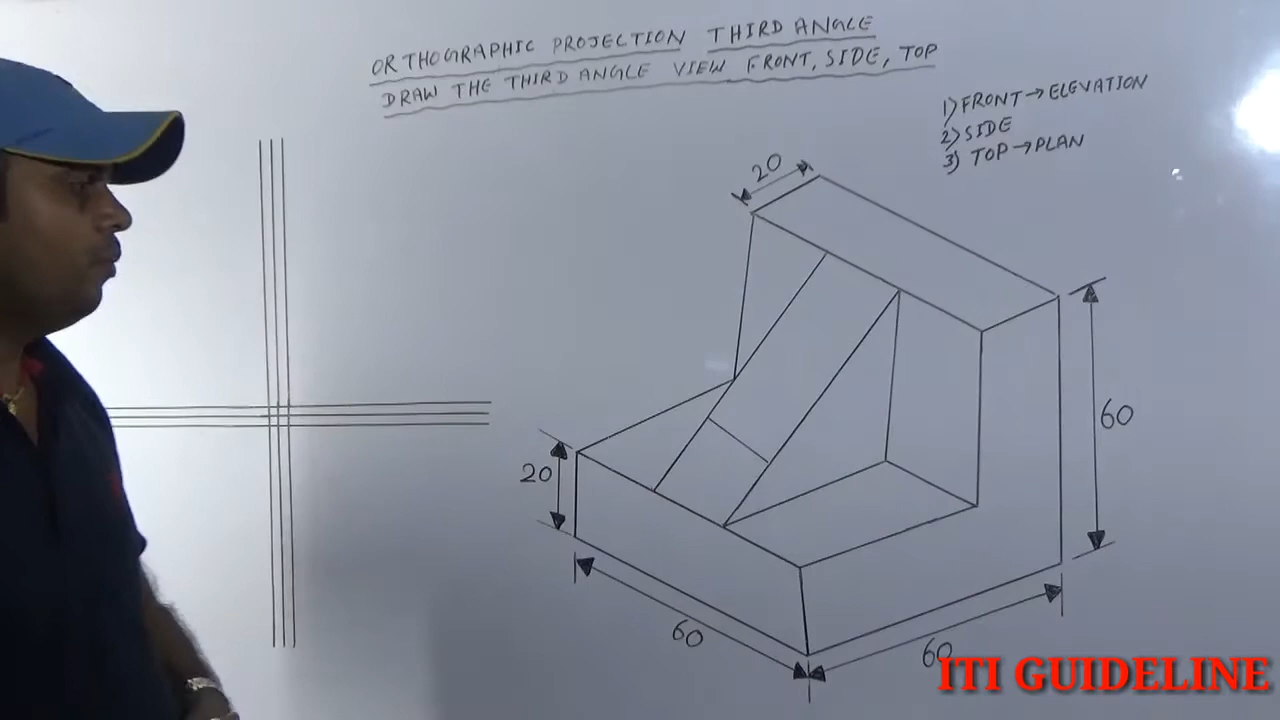 ORTHOGRAPHIC PROJECTION THIRD ANGLE
DRAW THE THIRD ANGLE VIEW FRONT, SIDE, TOP
1) FRONT → ELEVATION
2) SIDE
3) TOP → PLAN
20
60
20
60
60
ITI GUIDELINE